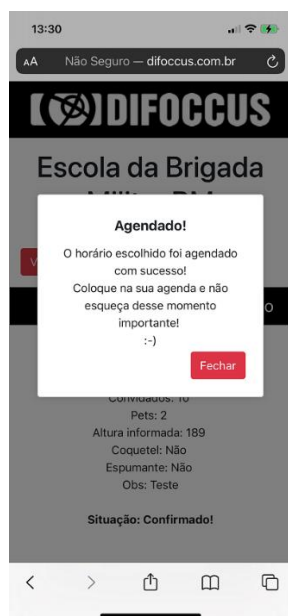 13:30
AA Não Seguro — difoccus.com.br
DIFOCCUS
Escola da Brigada
Agendado!
O horário escolhido foi agendado
com sucesso!
Coloque na sua agenda e não
esqueça desse momento
importante!
:-)
Fechar
Convidados: 10
Pets: 2
Altura informada: 189
Coquetel: Não
Espumante: Não
Obs: Teste
Situação: Confirmado!